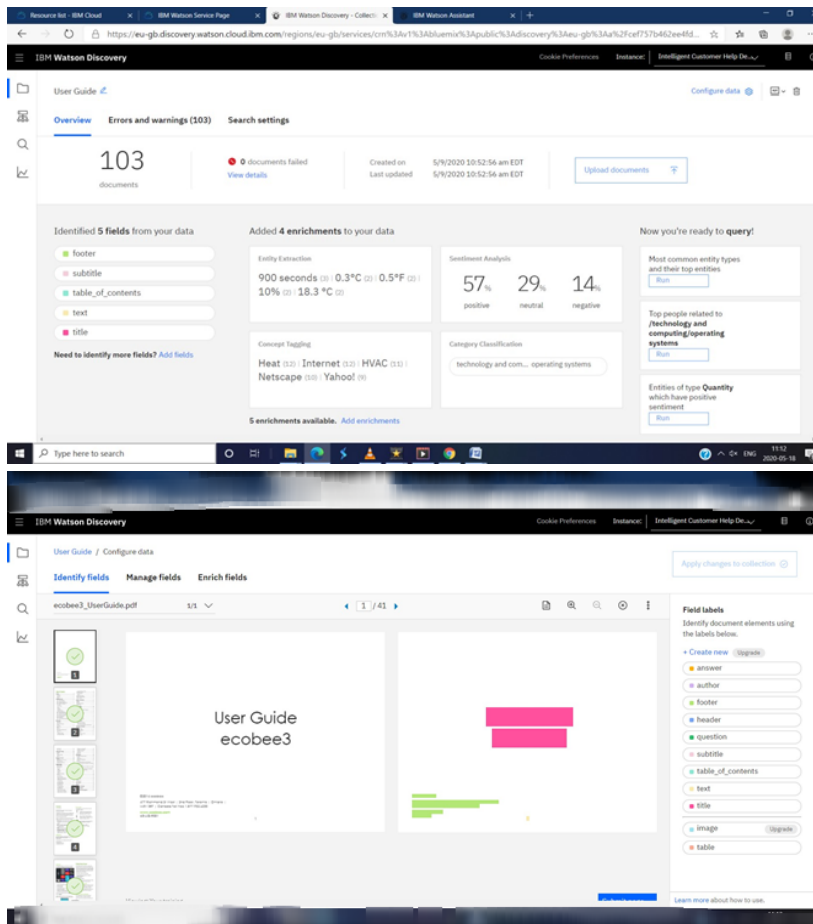 Resource list - IBM Cloud
IBM Watson Service Page
IBM Watson Discovery - Collecti
IBM Watson Assistant
https://eu-gb.discovery.watson.cloud.ibm.com/regions/eu-gb/services/crn%3Av1%3Abluemix%3Apublic%3Adiscovery%3Aeu-gb%3Aa%2Fcef757b462ee4fd...
IBM Watson Discovery
Cookie Preferences
Instance:
Intelligent Customer Help De...
User Guide
Configure data
Overview
Errors and warnings (103)
Search settings
103
documents
0 documents failed
View details
Created on 5/9/2020 10:52:56 am EDT
Last updated 5/9/2020 10:52:56 am EDT
Upload documents
Identified 5 fields from your data
footer
subtitle
table_of_contents
text
title
Need to identify more fields? Add fields
Added 4 enrichments to your data
Entity Extraction
900 seconds (3) | 0.3°C (2) | 0.5°F (2) |
10% (2) | 18.3 °C (2)
Sentiment Analysis
57% 29% 14%
positive neutral negative
Concept Tagging
Heat (12) | Internet (12) | HVAC (11) |
Netscape (10) | Yahoo! (9)
Category Classification
technology and com... operating systems
5 enrichments available. Add enrichments
Now you're ready to query!
Most common entity types
and their top entities
Run
Top people related to
/technology and
computing/operating
systems
Run
Entities of type Quantity
which have positive
sentiment
Run
Type here to search
ENG
11:12
2020-05-18
IBM Watson Discovery
Cookie Preferences
Instance:
Intelligent Customer Help De...
User Guide / Configure data
Apply changes to collection
Identify fields
Manage fields
Enrich fields
ecobee3_UserGuide.pdf
1/1
1 / 41
1
2
3
4
User Guide
ecobee3
Field labels
Identify document elements using
the labels below.
+ Create new Upgrade
answer
author
footer
header
question
subtitle
table_of_contents
text
title
image Upgrade
table
Learn more about how to use.